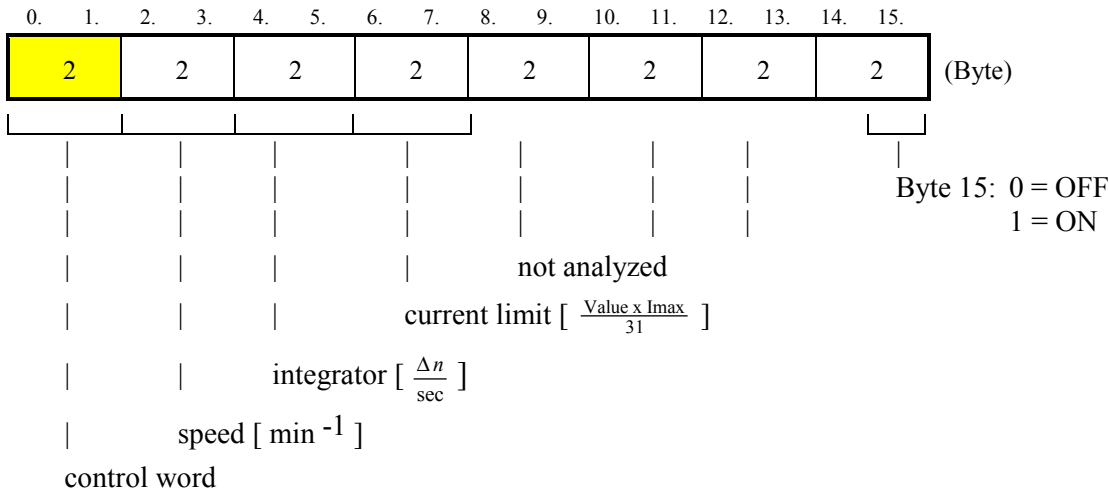 0. 1. 2. 3. 4. 5. 6. 7. 8. 9. 10. 11. 12. 13. 14. 15.
2 2 2 2 2 2 2 2 (Byte)
Byte 15: 0 = OFF
1 = ON
not analyzed
current limit [ Value x Imax / 31 ]
integrator [ Δn / sec ]
speed [ min -1 ]
control word